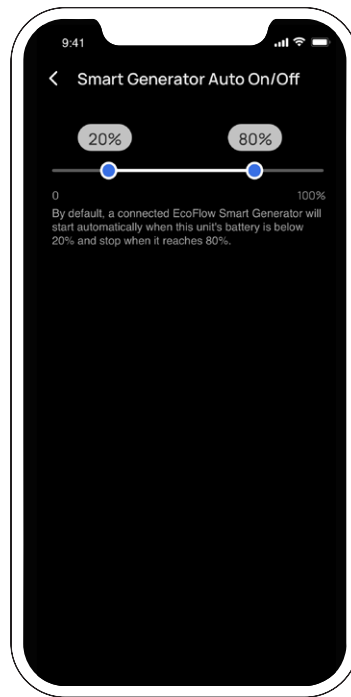 9:41
Smart Generator Auto On/Off
20% 80%
0 100%
By default, a connected EcoFlow Smart Generator will
start automatically when this unit's battery is below
20% and stop when it reaches 80%.